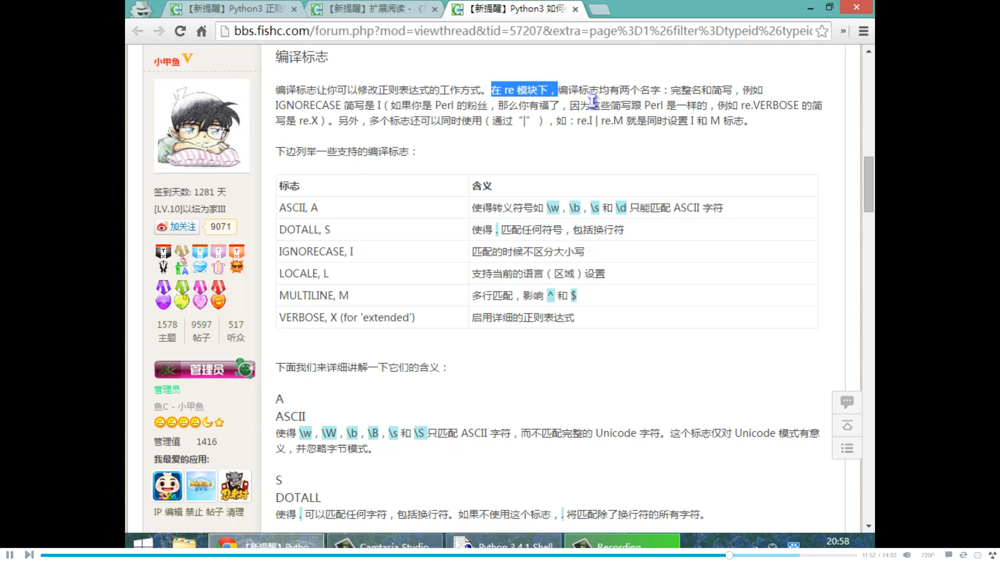 【新提醒】Python3 正则
【新提醒】扩展阅读 - 《
【新提醒】Python3 如何
bbs.fishc.com/forum.php?mod=viewthread&tid=57207&extra=page%3D1%26filter%3Dtypeid%26typeic
»
小甲鱼 V
签到天数: 1281 天
[LV.10]以坛为家III
加关注 9071
1578 9597 517
主题 帖子 听众
管理员
管理员
鱼C - 小甲鱼
管理值 1416
我最爱的应用:
3366
忍者村
IP 编辑 禁止 帖子 清理
编译标志
编译标志让你可以修改正则表达式的工作方式。在 re 模块下，编译标志均有两个名字：完整名和简写，例如
IGNORECASE 简写是 I（如果你是 Perl 的粉丝，那么你有福了，因为这些简写跟 Perl 是一样的，例如 re.VERBOSE 的简
写是 re.X）。另外，多个标志还可以同时使用（通过“|”），如：re.I | re.M 就是同时设置 I 和 M 标志。
下边列举一些支持的编译标志：
标志 含义
ASCII, A 使得转义符号如 \w，\b，\s 和 \d 只能匹配 ASCII 字符
DOTALL, S 使得 . 匹配任何符号，包括换行符
IGNORECASE, I 匹配的时候不区分大小写
LOCALE, L 支持当前的语言（区域）设置
MULTILINE, M 多行匹配，影响 ^ 和 $
VERBOSE, X (for 'extended') 启用详细的正则表达式
下面我们来详细讲解一下它们的含义：
A
ASCII
使得 \w，\W，\b，\B，\s 和 \S 只匹配 ASCII 字符，而不匹配完整的 Unicode 字符。这个标志仅对 Unicode 模式有意
义，并忽略字节模式。
S
DOTALL
使得 . 可以匹配任何字符，包括换行符。如果不使用这个标志，. 将匹配除了换行符的所有字符。
【新提醒】Pytho
Camtasia Studio
Python 3.4.1 Shell
Recording
20:58
11:52 / 14:02
720P